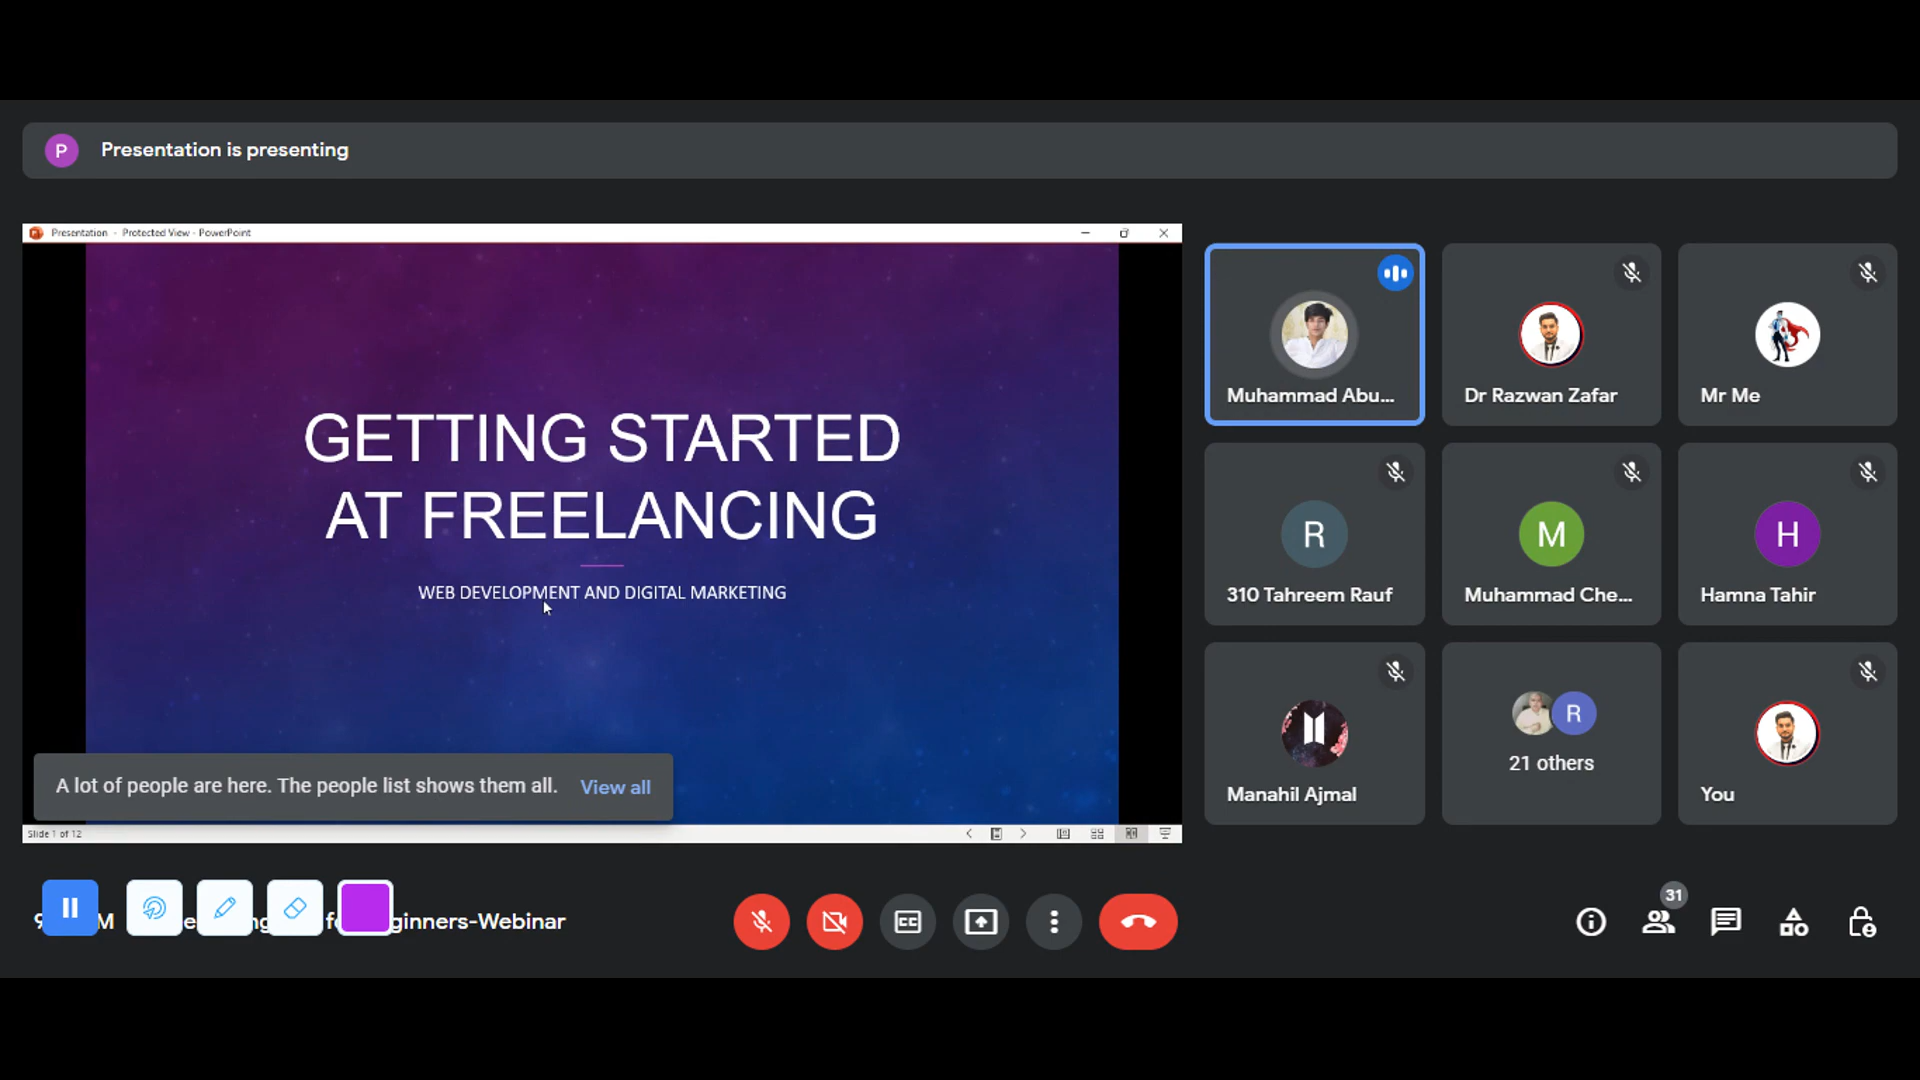 P
Presentation is presenting
Presentation - Protected View - PowerPoint
GETTING STARTED
AT FREELANCING
WEB DEVELOPMENT AND DIGITAL MARKETING
A lot of people are here. The people list shows them all. View all
Slide 1 of 12
Muhammad Abu...
Dr Razwan Zafar
Mr Me
R
310 Tahreem Rauf
M
Muhammad Che...
H
Hamna Tahir
Manahil Ajmal
R
21 others
You
ginners-Webinar
CC
31